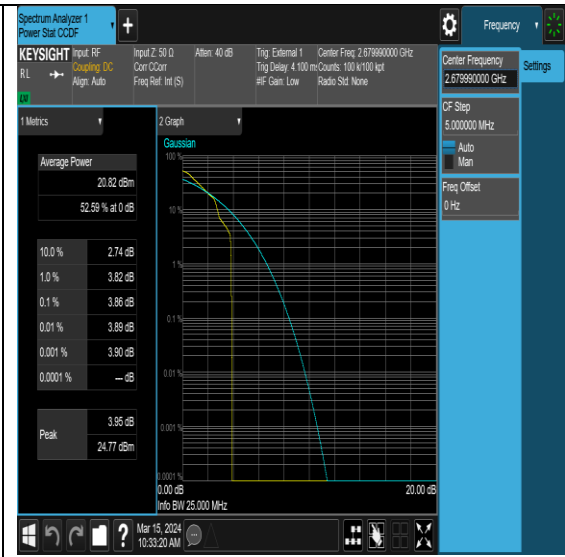 Spectrum Analyzer 1
Power Stat CCDF
Frequency
KEYSIGHT
RL
Input: RF
Coupling: DC
Align: Auto
Input Z: 50 Ω
Corr CCorr
Freq Ref: Int (S)
Atten: 40 dB
Trig: External 1
Trig Delay: 4.100 ms
#IF Gain: Low
Center Freq: 2.679990000 GHz
Counts: 100 k/100 kpt
Radio Std: None
Center Frequency
2.679990000 GHz
Settings
CF Step
5.000000 MHz
Auto
Man
Freq Offset
0 Hz
1 Metrics
Average Power
20.82 dBm
52.59 % at 0 dB
10.0 % 2.74 dB
1.0 % 3.82 dB
0.1 % 3.86 dB
0.01 % 3.89 dB
0.001 % 3.90 dB
0.0001 % --- dB
Peak
3.95 dB
24.77 dBm
2 Graph
Gaussian
100 %
10 %
1 %
0.1 %
0.01 %
0.001 %
0.0001 %
0.00 dB
20.00 dB
Info BW 25.000 MHz
?
Mar 15, 2024
10:33:20 AM